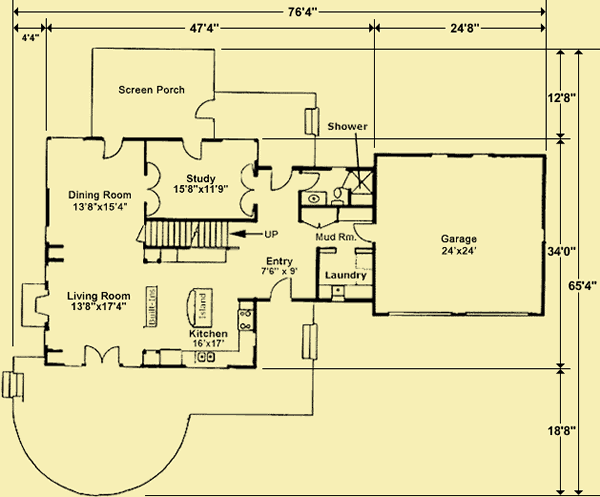 76'4"
4'4"
47'4"
24'8"
Screen Porch
12'8"
Shower
Study
15'8"x11'9"
Dining Room
13'8"x15'4"
UP
Mud Rm.
Garage
24'x24'
34'0"
Entry
7'6" x 9'
Laundry
65'4"
Living Room
13'8"x17'4"
Built-Ins
Island
Kitchen
16'x17'
18'8"